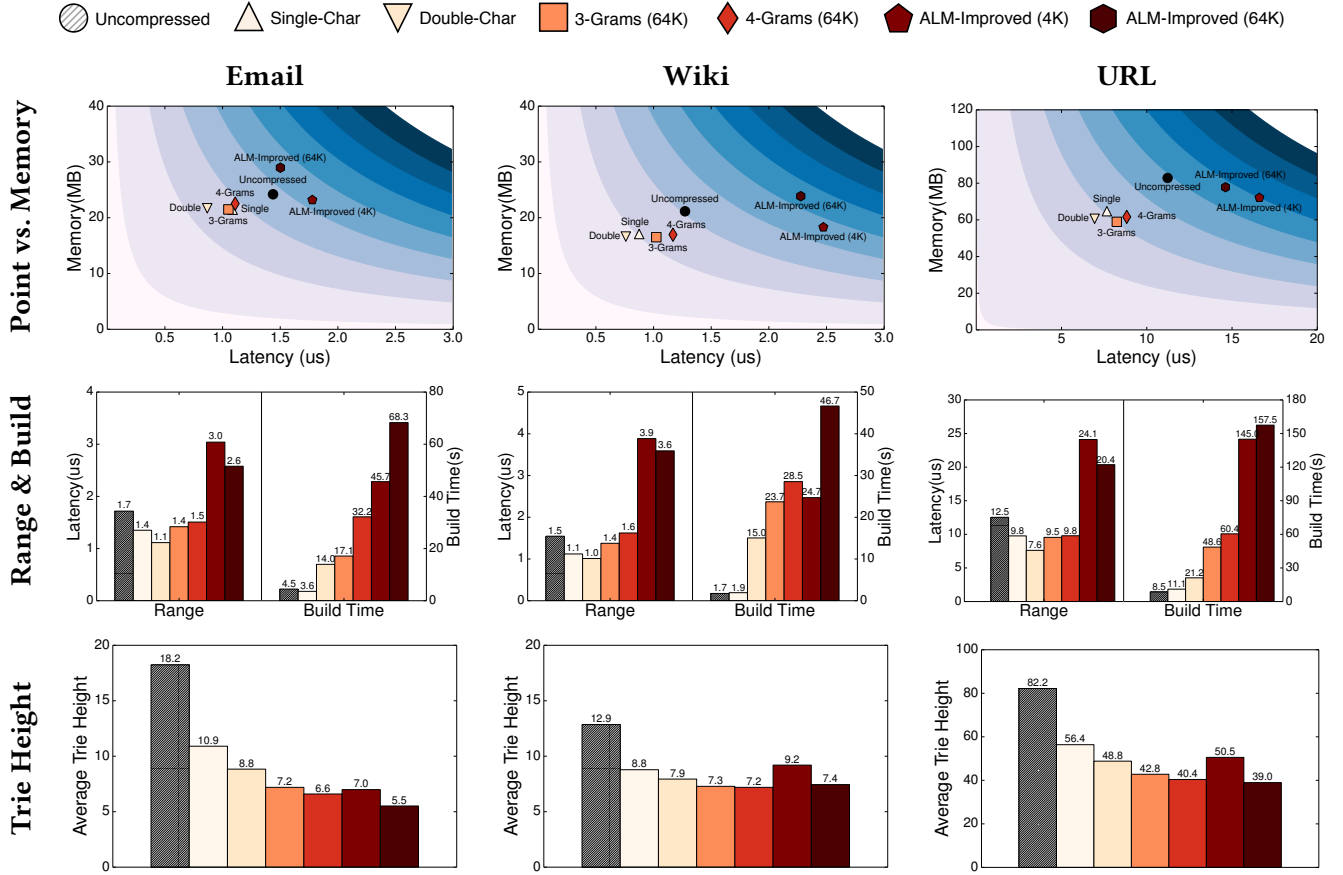 Uncompressed Single-Char Double-Char 3-Grams (64K) 4-Grams (64K) ALM-Improved (4K) ALM-Improved (64K)
Email Wiki URL
Point vs. Memory
Memory(MB)
40
30
20
10
0
ALM-Improved (64K)
Uncompressed
4-Grams
Double
Single
ALM-Improved (4K)
3-Grams
0.5 1.0 1.5 2.0 2.5 3.0
Latency (us)
Memory(MB)
40
30
20
10
0
Uncompressed
ALM-Improved (64K)
Single
4-Grams
Double
ALM-Improved (4K)
3-Grams
0.5 1.0 1.5 2.0 2.5 3.0
Latency (us)
Memory(MB)
120
100
80
60
40
20
0
ALM-Improved (64K)
Uncompressed
Single
ALM-Improved (4K)
Double
4-Grams
3-Grams
5 10 15 20
Latency (us)
Range & Build
Latency(us)
4
3
2
1
0
1.7 1.4 1.1 1.4 1.5 3.0 2.6
Range
4.5 3.6 14.0 17.1 32.2 45.7 68.3
Build Time
80
60
40
20
0
Build Time(s)
Latency(us)
5
4
3
2
1
0
1.5 1.1 1.0 1.4 1.6 3.9 3.6
Range
1.7 1.9 15.0 23.7 28.5 24.7 46.7
Build Time
50
40
30
20
10
0
Build Time(s)
Latency(us)
30
25
20
15
10
5
0
12.5 9.8 7.6 9.5 9.8 24.1 20.4
Range
8.5 11.1 21.2 48.6 60.4 145.0 157.5
Build Time
180
150
120
90
60
30
0
Build Time(s)
Trie Height
Average Trie Height
20
15
10
5
0
18.2 10.9 8.8 7.2 6.6 7.0 5.5
Average Trie Height
20
15
10
5
0
12.9 8.8 7.9 7.3 7.2 9.2 7.4
Average Trie Height
100
80
60
40
20
0
82.2 56.4 48.8 42.8 40.4 50.5 39.0